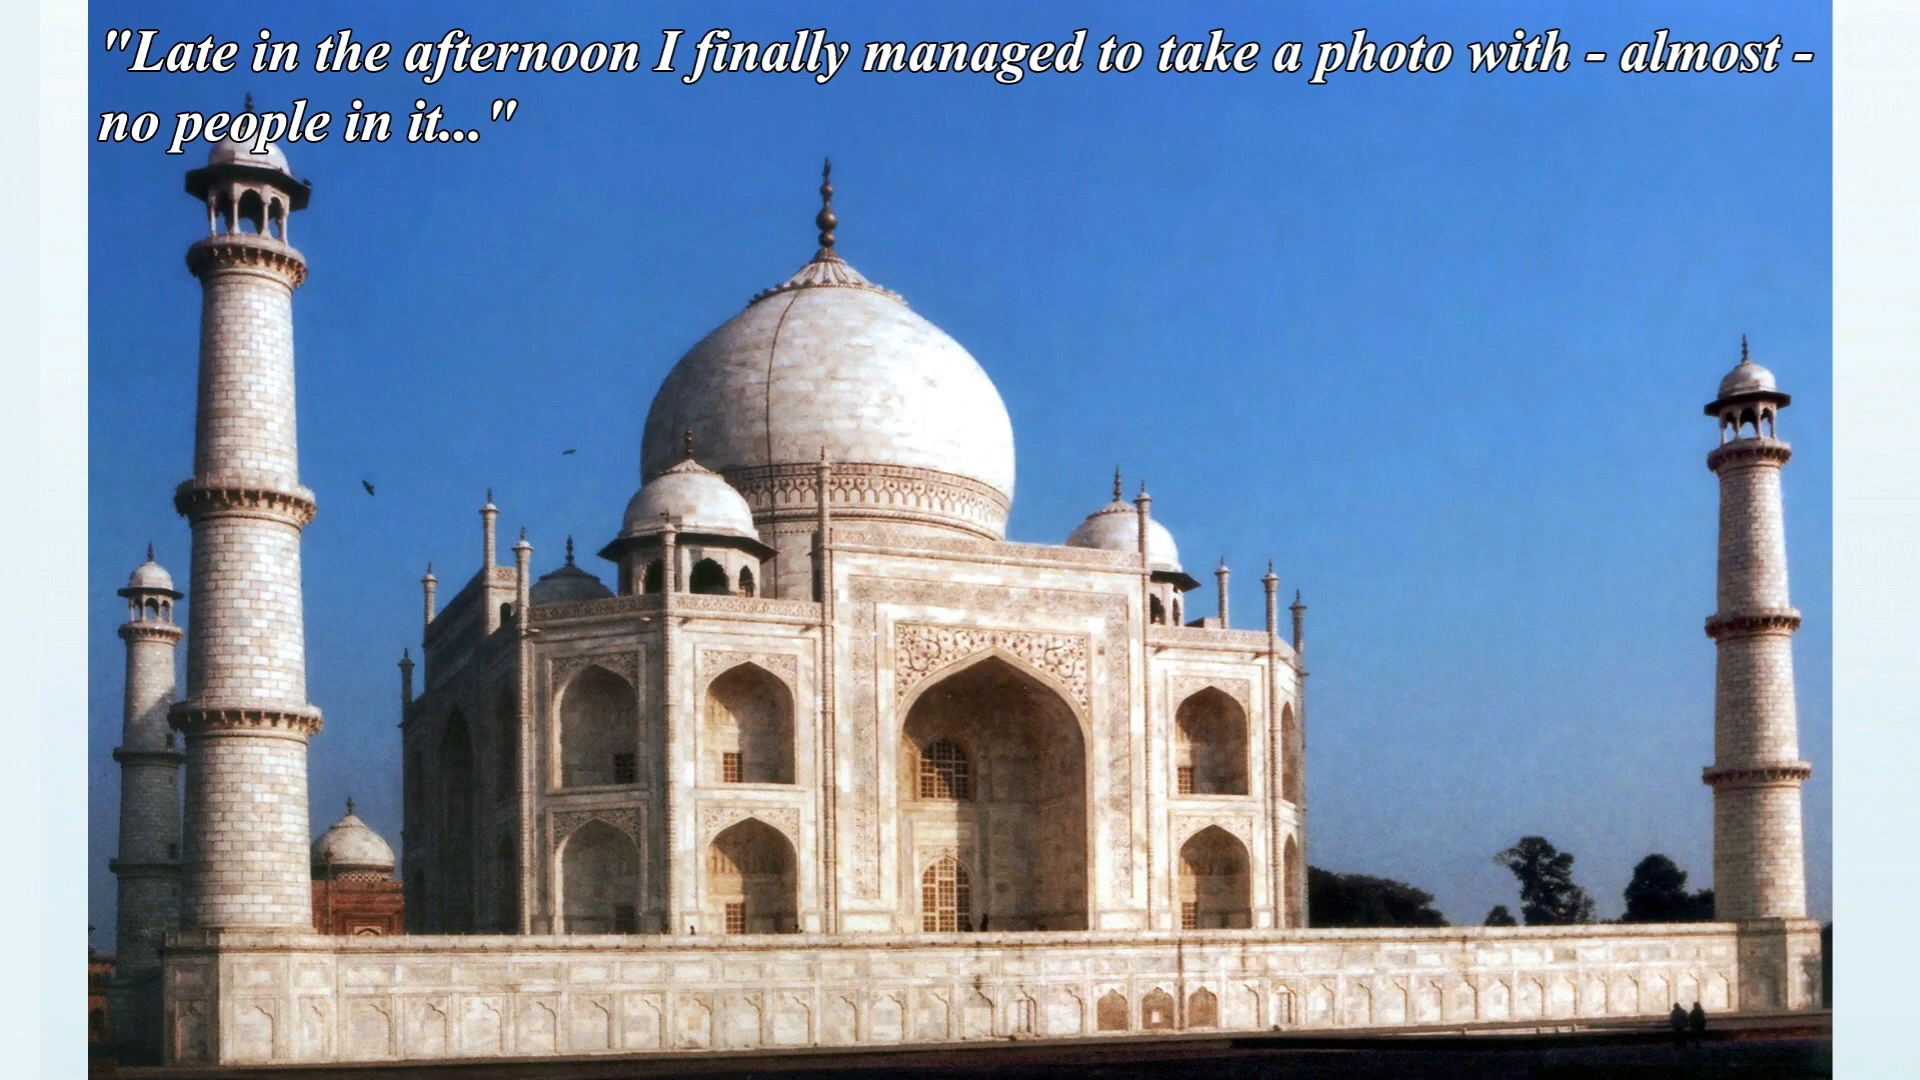 "Late in the afternoon I finally managed to take a photo with - almost -
no people in it..."